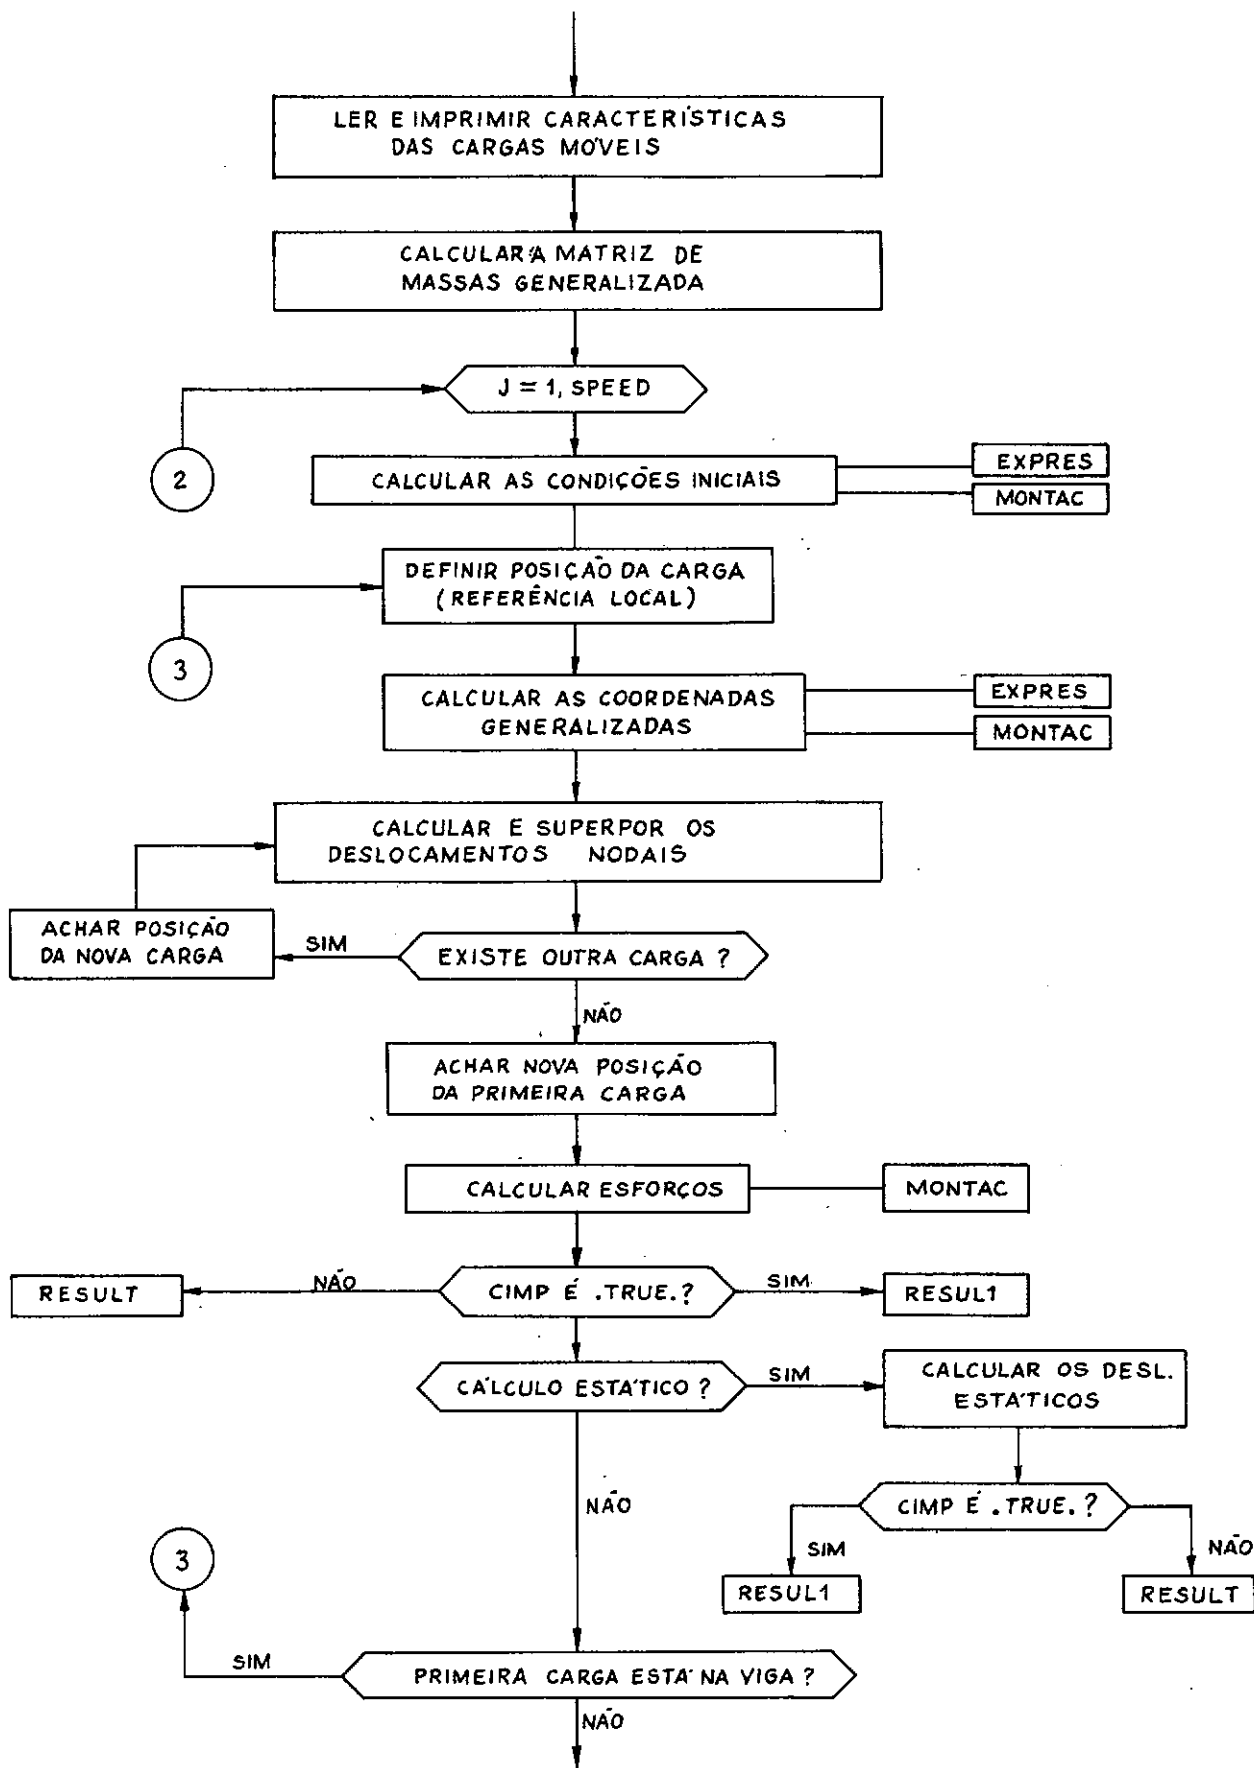 LER E IMPRIMIR CARACTERÍSTICAS
DAS CARGAS MÓVEIS
CALCULAR A MATRIZ DE
MASSAS GENERALIZADA
J = 1, SPEED
2
CALCULAR AS CONDIÇÕES INICIAIS
EXPRES
MONTAC
DEFINIR POSIÇÃO DA CARGA
(REFERÊNCIA LOCAL)
3
CALCULAR AS COORDENADAS
GENERALIZADAS
EXPRES
MONTAC
CALCULAR E SUPERPOR OS
DESLOCAMENTOS NODAIS
ACHAR POSIÇÃO
DA NOVA CARGA
SIM
EXISTE OUTRA CARGA ?
NÃO
ACHAR NOVA POSIÇÃO
DA PRIMEIRA CARGA
CALCULAR ESFORÇOS
MONTAC
RESULT
NÃO
CIMP É .TRUE.?
SIM
RESUL1
CÁLCULO ESTÁTICO ?
SIM
CALCULAR OS DESL.
ESTÁTICOS
NÃO
CIMP É .TRUE. ?
SIM
NÃO
RESUL1
RESULT
3
SIM
PRIMEIRA CARGA ESTÁ NA VIGA ?
NÃO